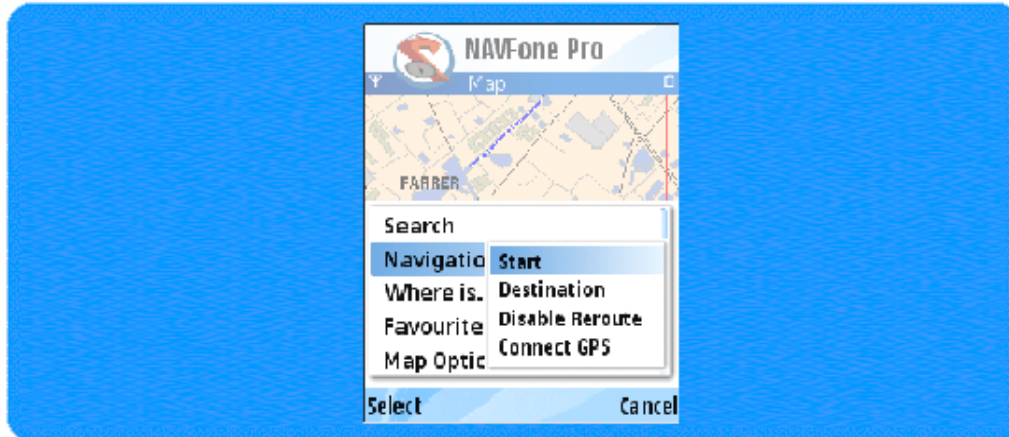 NAVFone Pro
Map
FARRER
Search
Navigatio
Where is.
Favourite
Map Optic
Start
Destination
Disable Reroute
Connect GPS
Select
Cancel